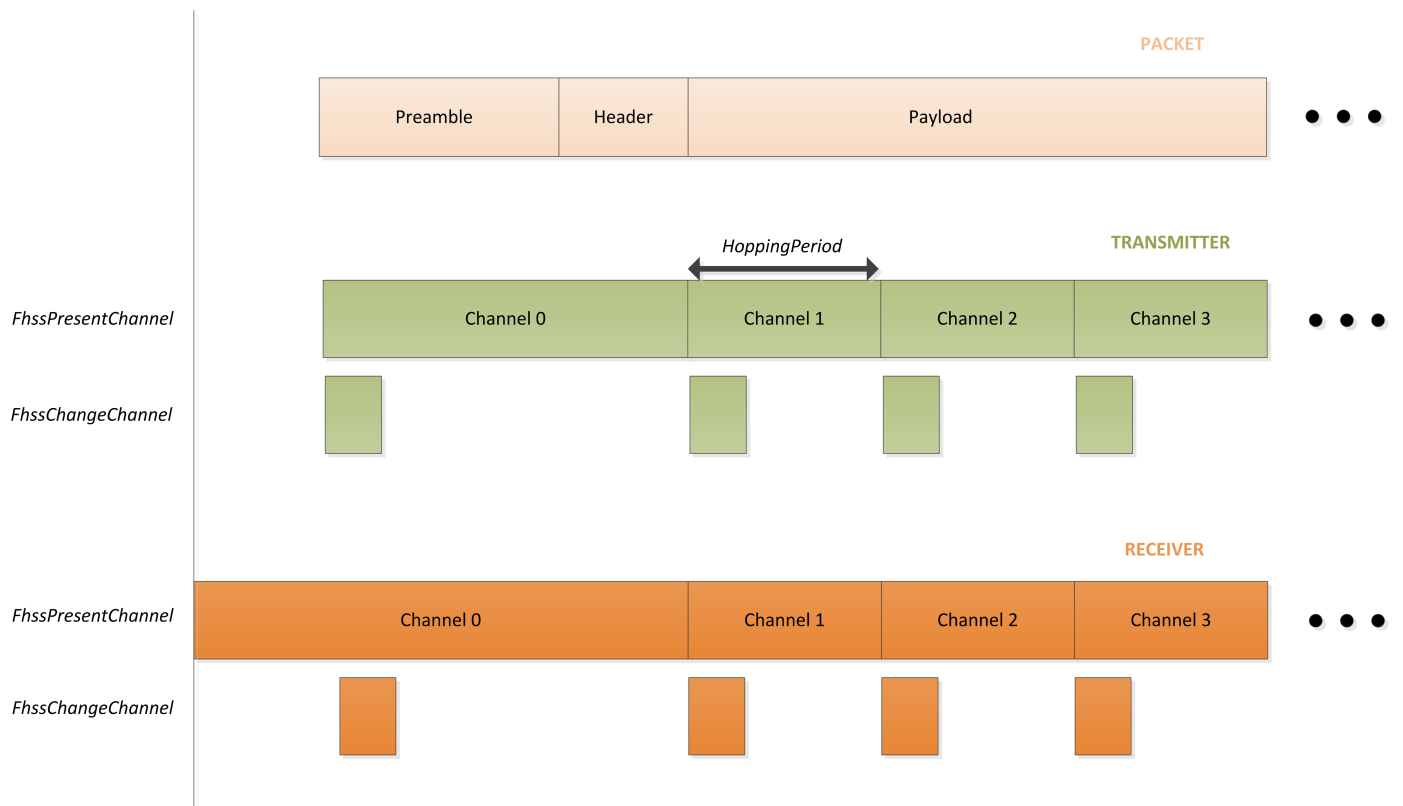 PACKET
Preamble
Header
Payload
HoppingPeriod
TRANSMITTER
FhssPresentChannel
Channel 0
Channel 1
Channel 2
Channel 3
FhssChangeChannel
RECEIVER
FhssPresentChannel
Channel 0
Channel 1
Channel 2
Channel 3
FhssChangeChannel